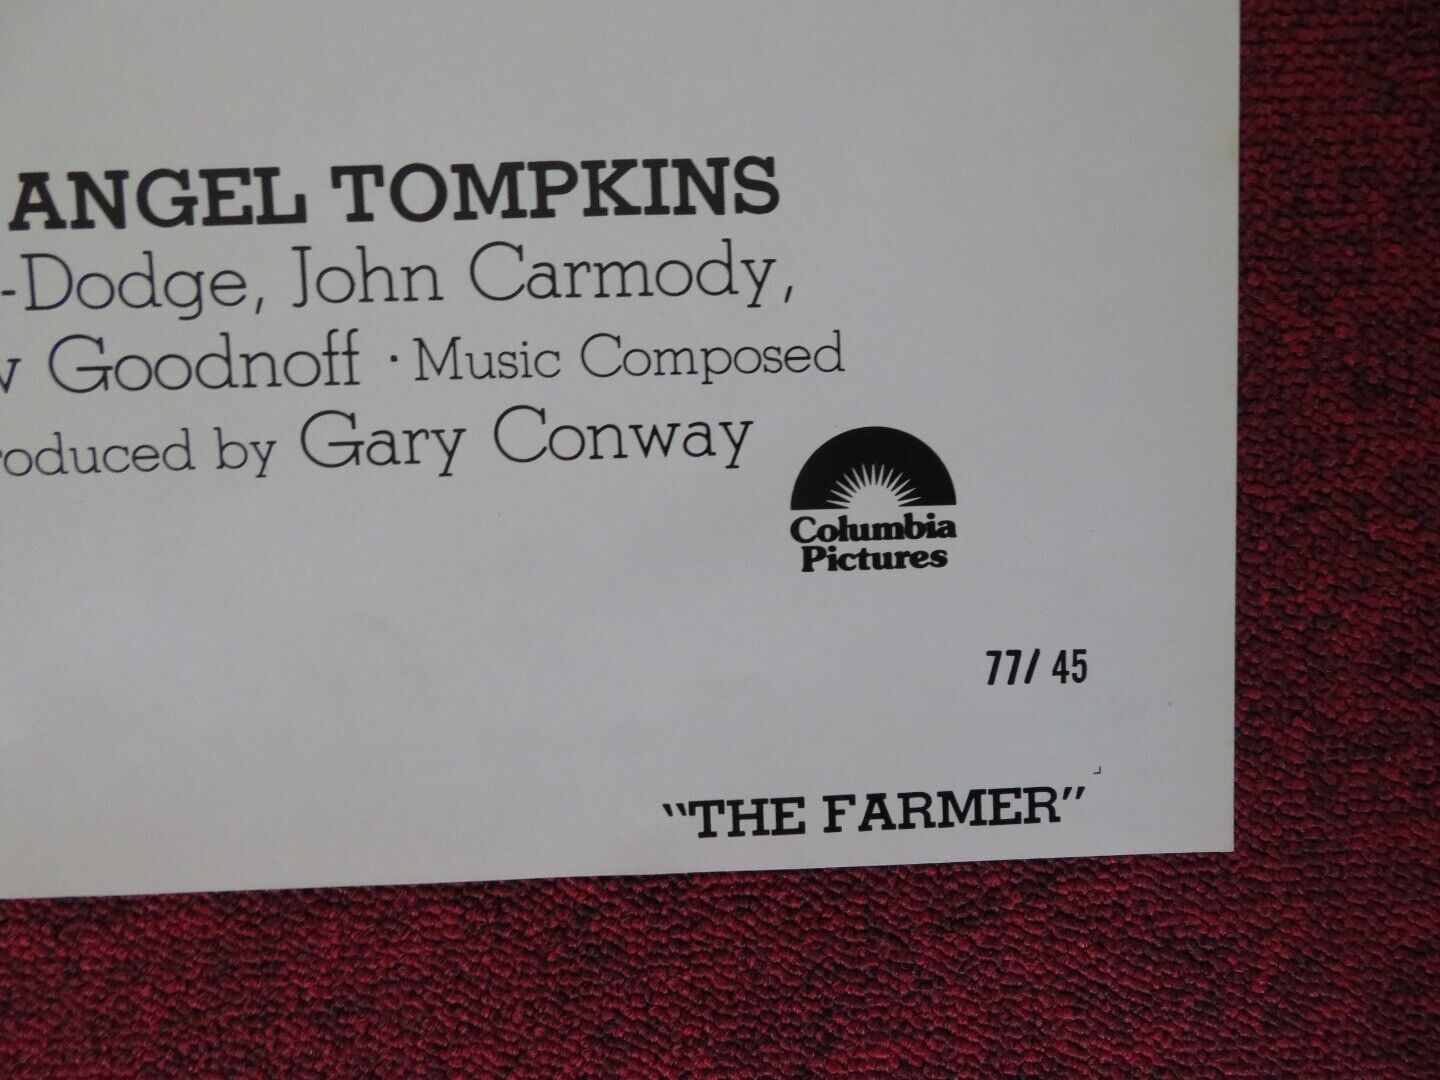 ANGEL TOMPKINS
-Dodge, John Carmody,
Goodnoff · Music Composed
roduced by Gary Conway
Columbia
Pictures
77/ 45
"THE FARMER"